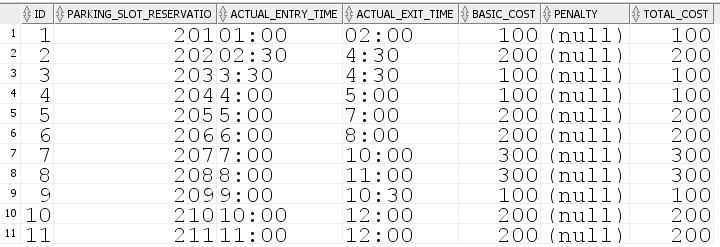 ID PARKING_SLOT_RESERVATIO ACTUAL_ENTRY_TIME ACTUAL_EXIT_TIME BASIC_COST PENALTY TOTAL_COST
1 1 201 01:00 02:00 100 (null) 100
2 2 202 02:30 4:30 200 (null) 200
3 3 203 3:30 4:30 100 (null) 100
4 4 204 4:00 5:00 100 (null) 100
5 5 205 5:00 7:00 200 (null) 200
6 6 206 6:00 8:00 200 (null) 200
7 7 207 7:00 10:00 300 (null) 300
8 8 208 8:00 11:00 300 (null) 300
9 9 209 9:00 10:30 100 (null) 100
10 10 210 10:00 12:00 200 (null) 200
11 11 211 11:00 12:00 200 (null) 200